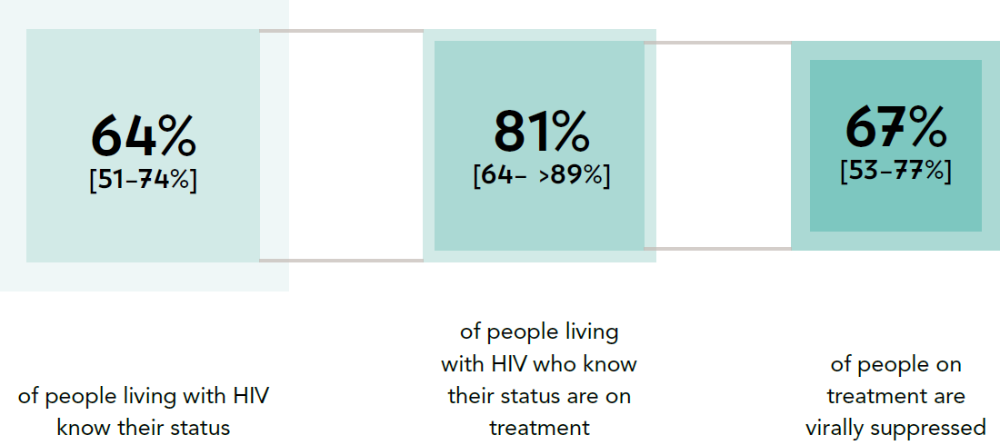 64%
[51–74%]
of people living with HIV
know their status
81%
[64– >89%]
of people living
with HIV who know
their status are on
treatment
67%
[53–77%]
of people on
treatment are
virally suppressed